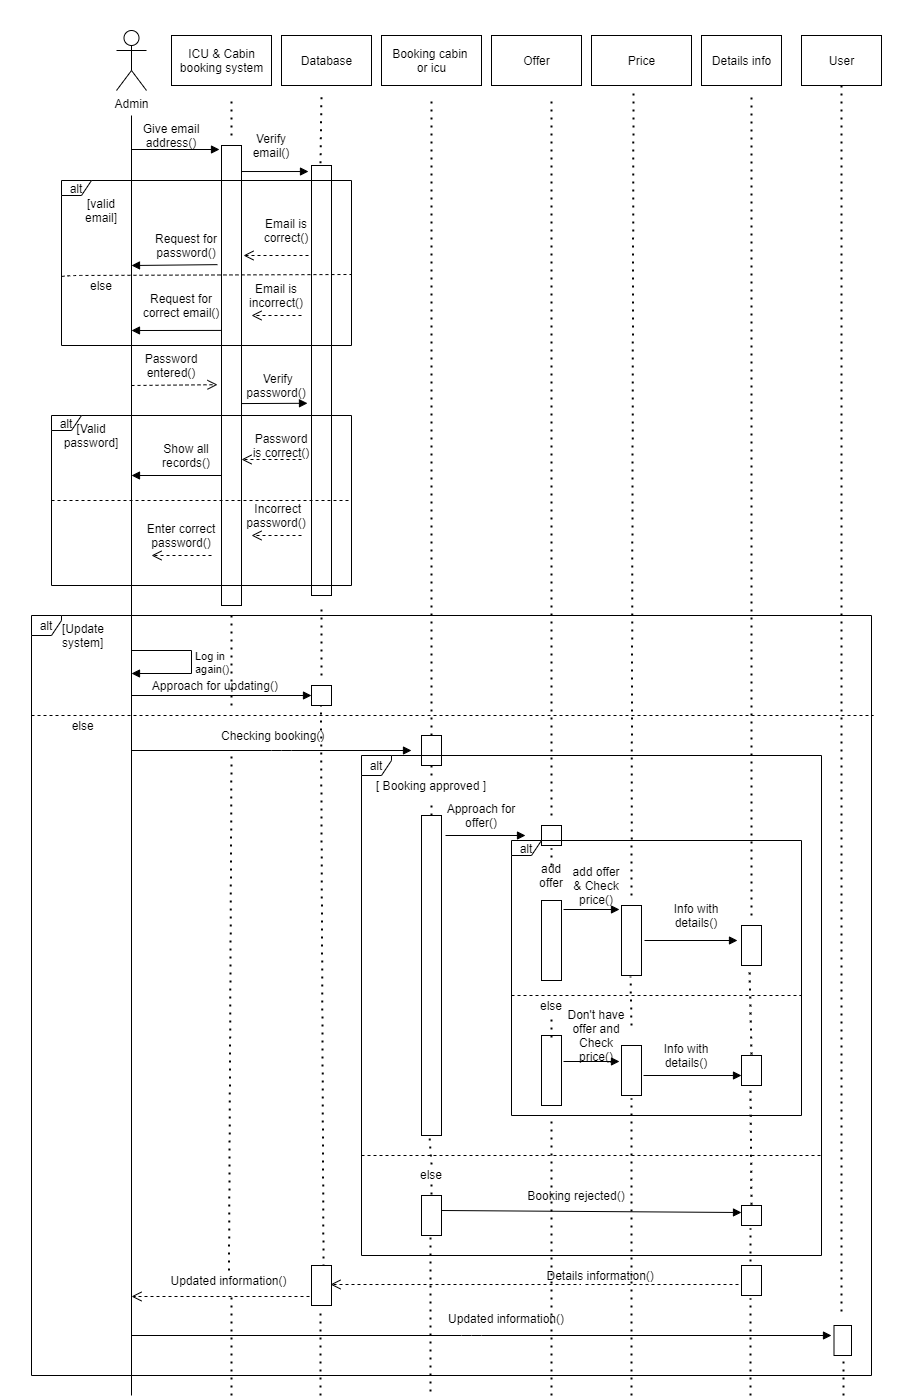 ICU & Cabin
booking system
Database
Booking cabin
or icu
Offer
Price
Details info
User
Admin
Give email
address()
Verify
email()
alt
[valid
email]
Email is
correct()
Request for
password()
else
Email is
incorrect()
Request for
correct email()
Password
entered()
Verify
password()
alt
[Valid
password]
Password
is correct()
Show all
records()
Incorrect
password()
Enter correct
password()
alt
[Update
system]
Log in
again()
Approach for updating()
else
Checking booking()
alt
[ Booking approved ]
Approach for
offer()
alt
add
offer
add offer
& Check
price()
Info with
details()
else
Don't have
offer and
Check
price()
Info with
details()
else
Booking rejected()
Details information()
Updated information()
Updated information()